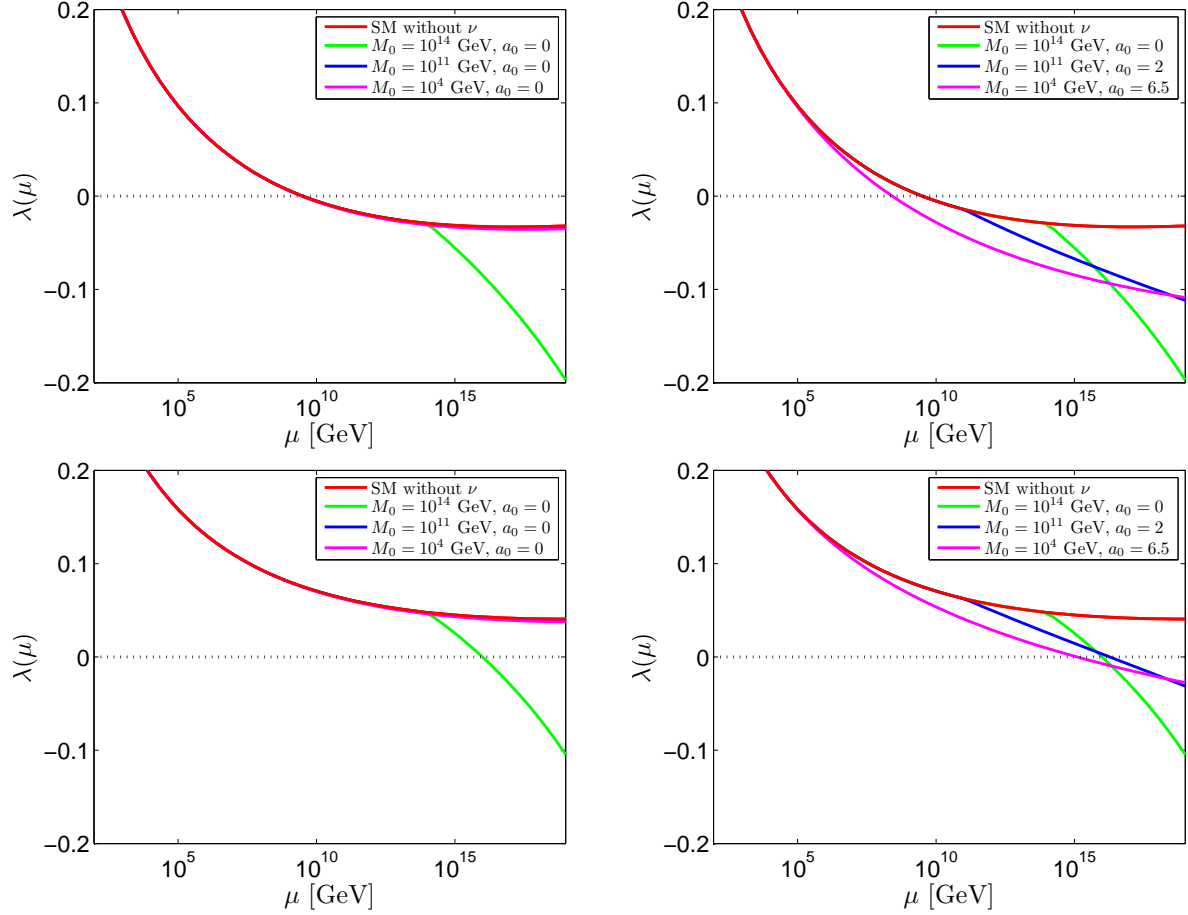 0.2
0.1
0
−0.1
−0.2
λ(μ)
10^5
10^10
10^15
μ [GeV]
SM without ν
M_0 = 10^14 GeV, a_0 = 0
M_0 = 10^11 GeV, a_0 = 0
M_0 = 10^4 GeV, a_0 = 0
0.2
0.1
0
−0.1
−0.2
λ(μ)
10^5
10^10
10^15
μ [GeV]
SM without ν
M_0 = 10^14 GeV, a_0 = 0
M_0 = 10^11 GeV, a_0 = 2
M_0 = 10^4 GeV, a_0 = 6.5
0.2
0.1
0
−0.1
−0.2
λ(μ)
10^5
10^10
10^15
μ [GeV]
SM without ν
M_0 = 10^14 GeV, a_0 = 0
M_0 = 10^11 GeV, a_0 = 0
M_0 = 10^4 GeV, a_0 = 0
0.2
0.1
0
−0.1
−0.2
λ(μ)
10^5
10^10
10^15
μ [GeV]
SM without ν
M_0 = 10^14 GeV, a_0 = 0
M_0 = 10^11 GeV, a_0 = 2
M_0 = 10^4 GeV, a_0 = 6.5